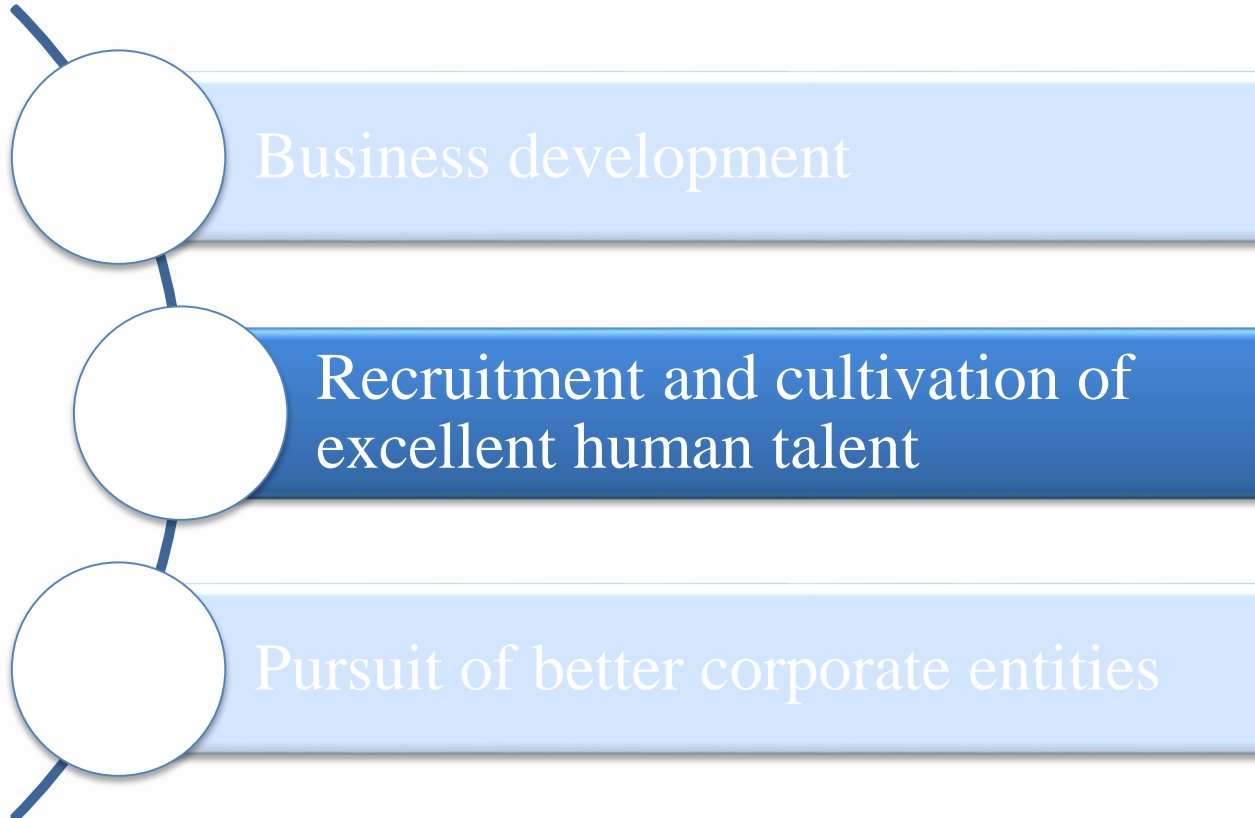 Business development
Recruitment and cultivation of
excellent human talent
Pursuit of better corporate entities